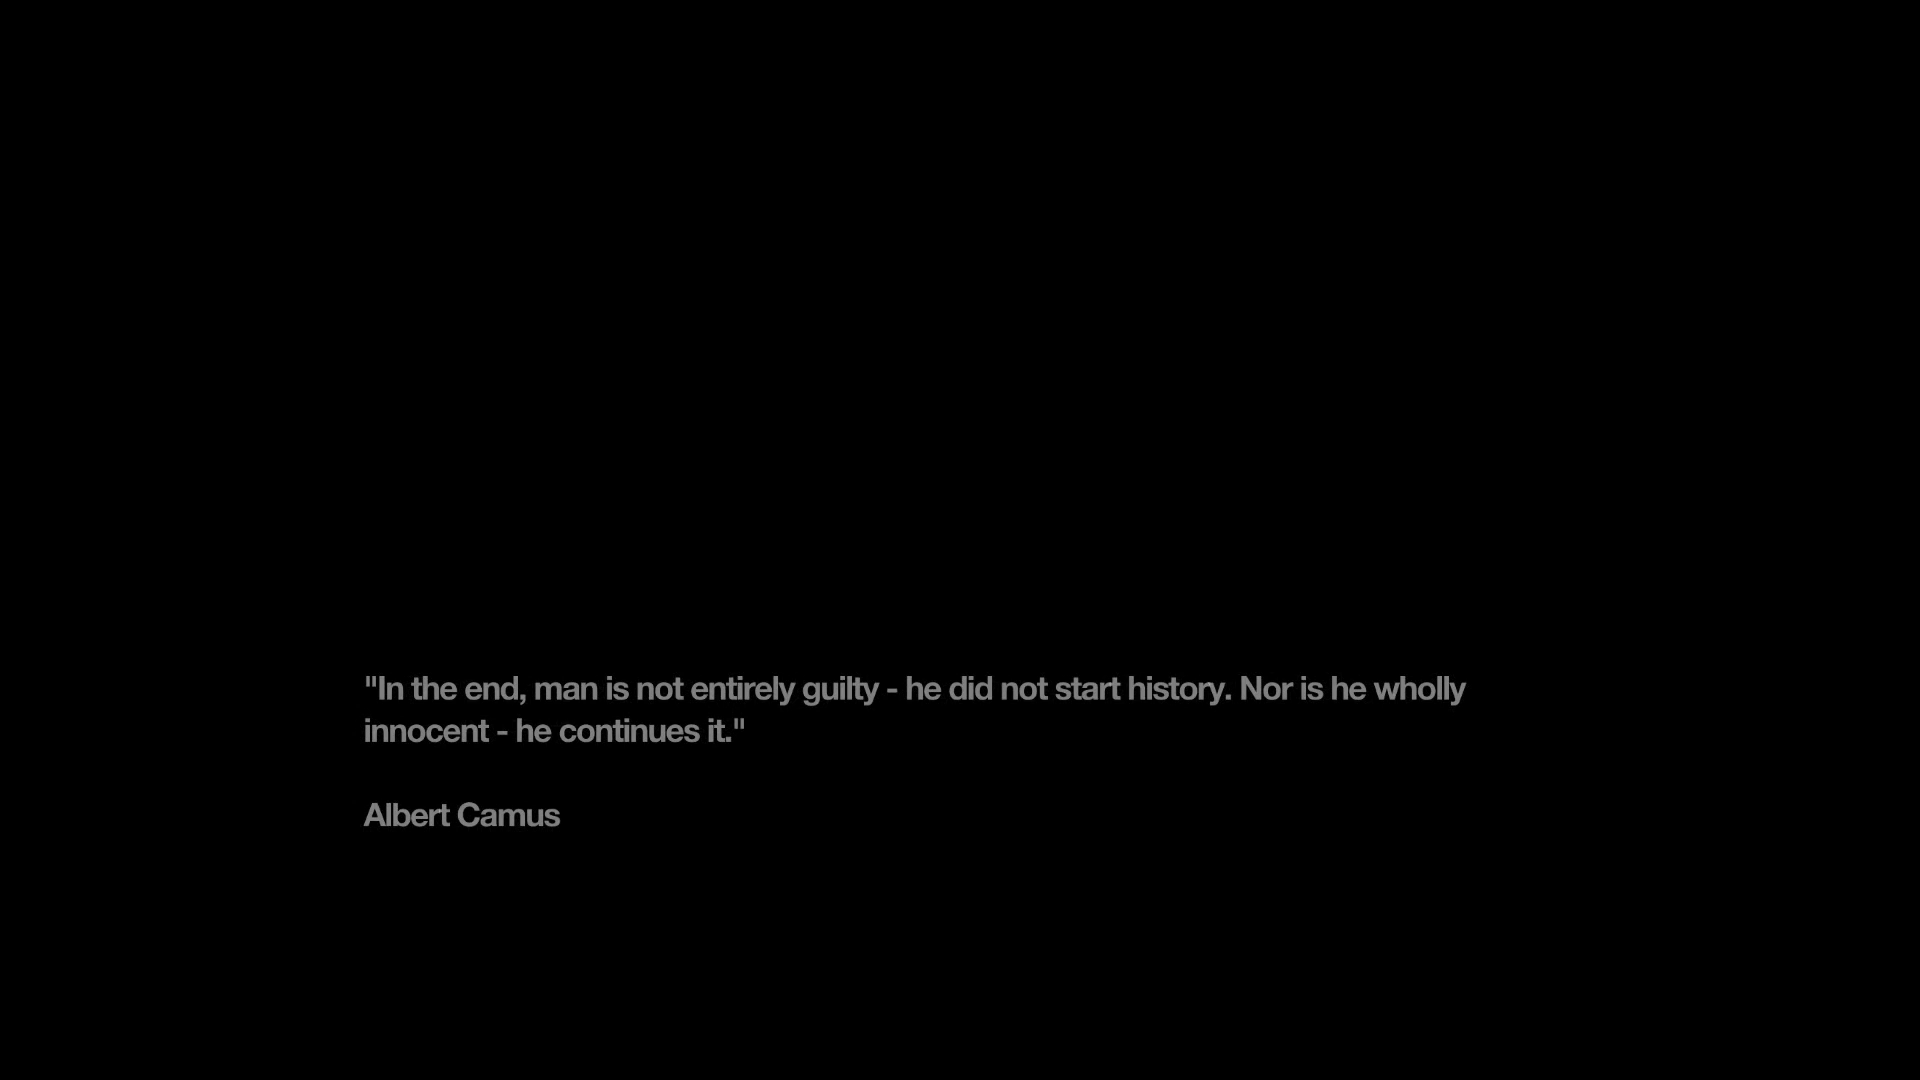 "In the end, man is not entirely guilty - he did not start history. Nor is he wholly
innocent - he continues it."
Albert Camus